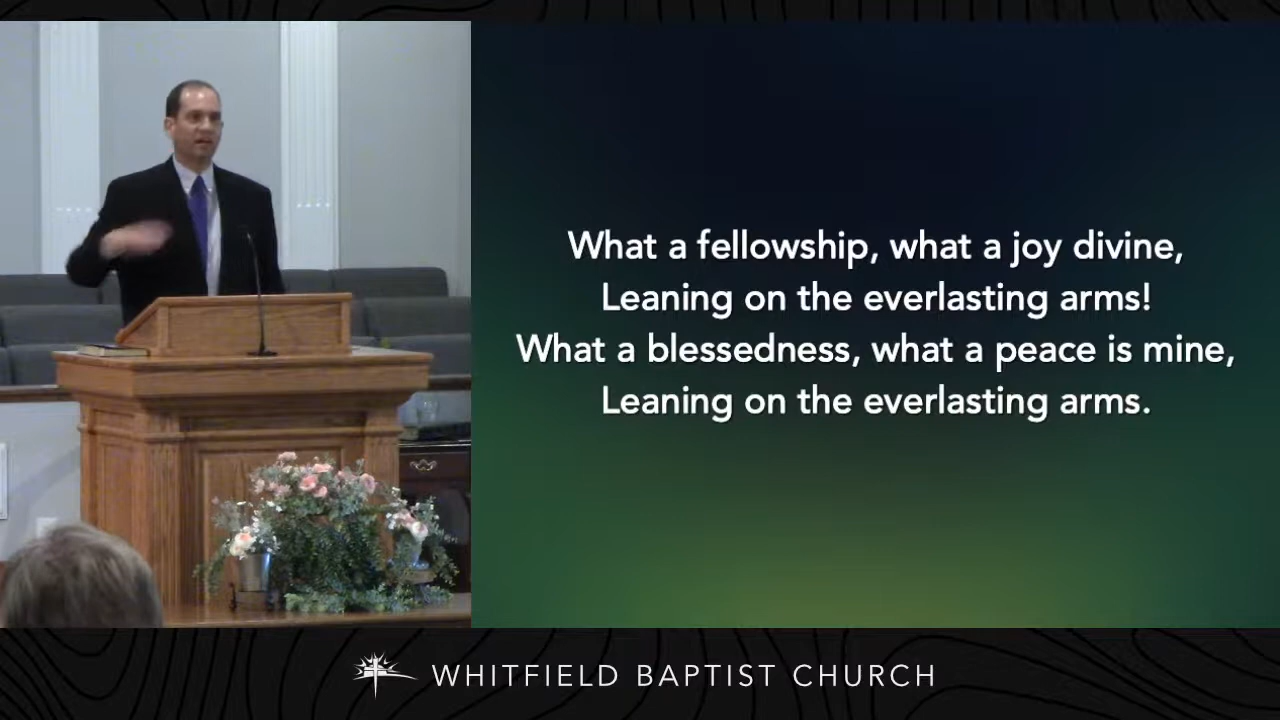 What a fellowship, what a joy divine,
Leaning on the everlasting arms!
What a blessedness, what a peace is mine,
Leaning on the everlasting arms.
WHITFIELD BAPTIST CHURCH